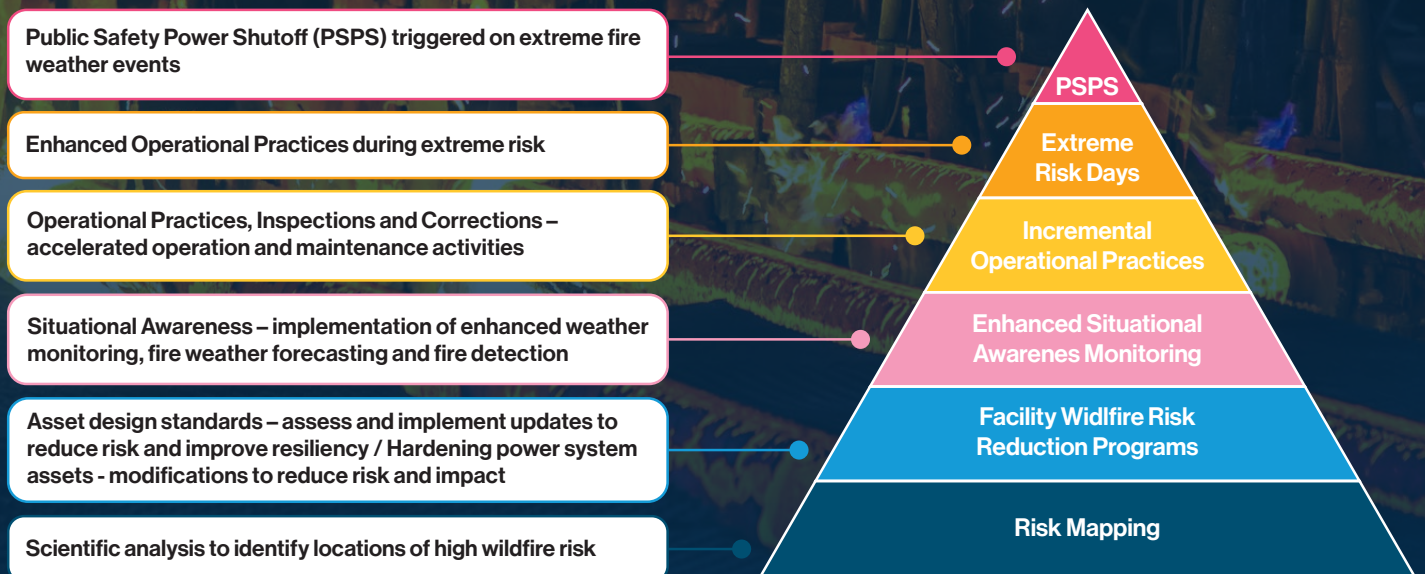 Public Safety Power Shutoff (PSPS) triggered on extreme fire
weather events
PSPS
Enhanced Operational Practices during extreme risk
Extreme
Risk Days
Operational Practices, Inspections and Corrections –
accelerated operation and maintenance activities
Incremental
Operational Practices
Situational Awareness – implementation of enhanced weather
monitoring, fire weather forecasting and fire detection
Enhanced Situational
Awarenes Monitoring
Asset design standards – assess and implement updates to
reduce risk and improve resiliency / Hardening power system
assets - modifications to reduce risk and impact
Facility Widlfire Risk
Reduction Programs
Scientific analysis to identify locations of high wildfire risk
Risk Mapping